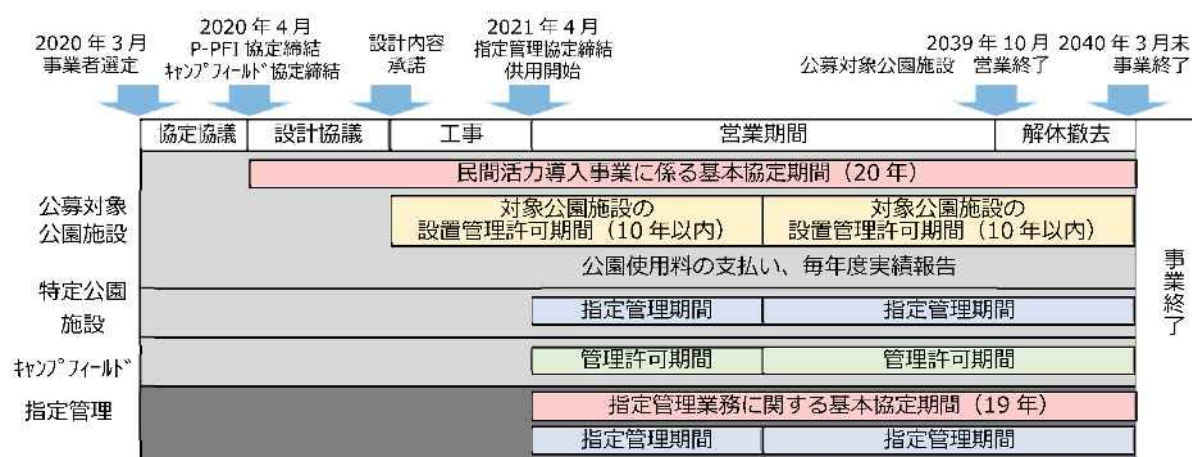 2020年3月
事業者選定
2020年4月
P-PFI協定締結
ｷｬﾝﾌﾟﾌｨｰﾙﾄﾞ協定締結
設計内容
承諾
2021年4月
指定管理協定締結
供用開始
2039年10月
公募対象公園施設 営業終了
2040年3月末
事業終了
協定協議 設計協議 工事 営業期間 解体撤去
民間活力導入事業に係る基本協定期間（20年）
公募対象
公園施設
対象公園施設の
設置管理許可期間（10年以内）
対象公園施設の
設置管理許可期間（10年以内）
公園使用料の支払い、毎年度実績報告
特定公園
施設
指定管理期間 指定管理期間
ｷｬﾝﾌﾟﾌｨｰﾙﾄﾞ
管理許可期間 管理許可期間
指定管理
指定管理業務に関する基本協定期間（19年）
指定管理期間 指定管理期間
事業終了